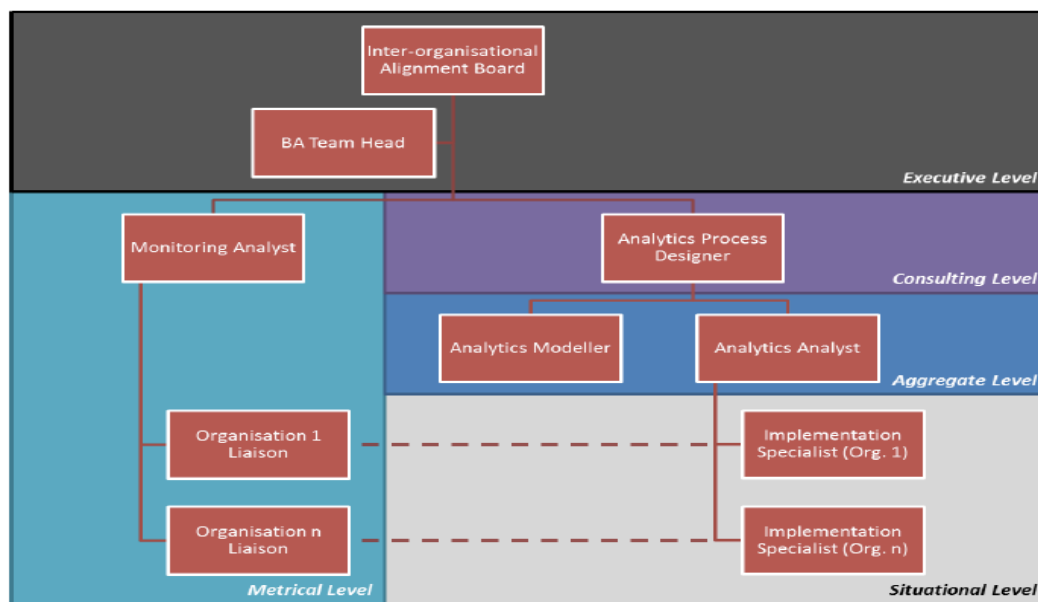 Inter-organisational
Alignment Board
BA Team Head
Executive Level
Monitoring Analyst
Analytics Process
Designer
Consulting Level
Analytics Modeller
Analytics Analyst
Aggregate Level
Organisation 1
Liaison
Implementation
Specialist (Org. 1)
Organisation n
Liaison
Implementation
Specialist (Org. n)
Metrical Level
Situational Level